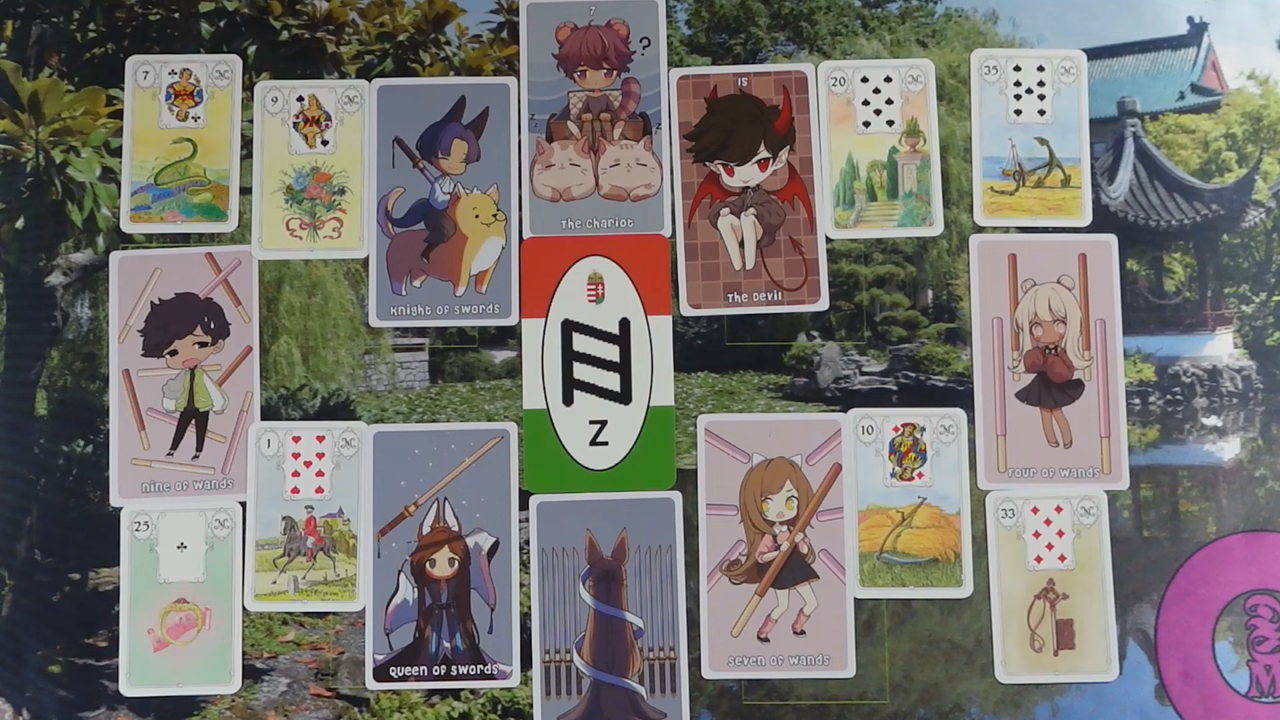 7
9
7
?
THE CHARIOT
KNIGHT OF SWORDS
15
THE DEVIL
20
35
NINE OF WANDS
Z
FOUR OF WANDS
25
1
QUEEN OF SWORDS
SEVEN OF WANDS
10
33